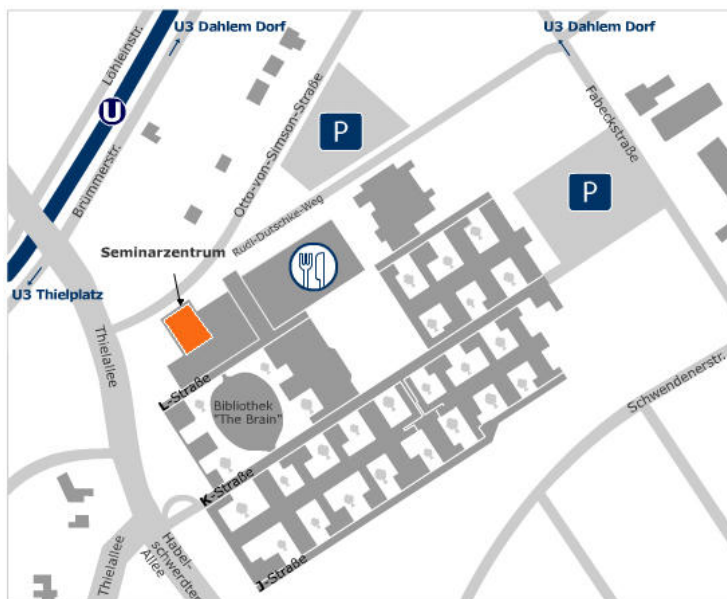 Löhleinstr.
U3 Dahlem Dorf
U3 Dahlem Dorf
U
Brümmerstr.
P
Otto-von-Simson-Straße
Fabeckstraße
P
Rudi-Dutschke-Weg
Seminarzentrum
U3 Thielplatz
Thielallee
L-Straße
Bibliothek
"The Brain"
Schwendenerstr.
K-Straße
Thielallee
Habel-
schwerdter
Allee
J-Straße